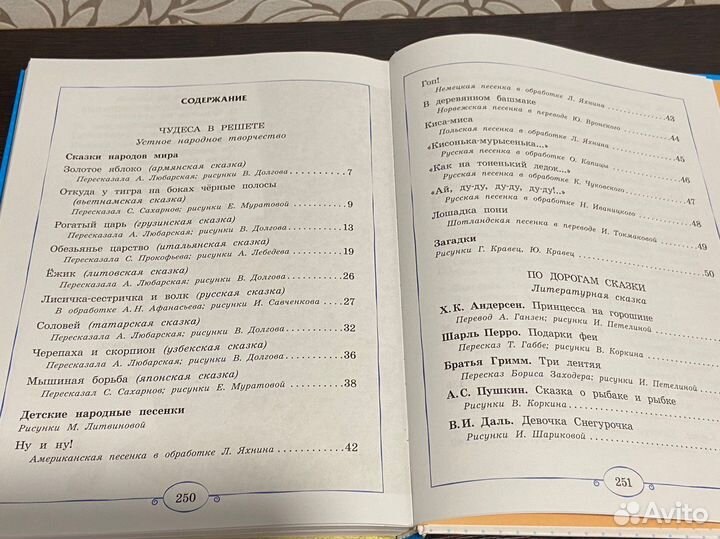 СОДЕРЖАНИЕ
ЧУДЕСА В РЕШЕТЕ
Устное народное творчество
Сказки народов мира
Золотое яблоко (армянская сказка)
Пересказала А. Любарская; рисунки В. Долгова 7
Откуда у тигра на боках чёрные полосы
(вьетнамская сказка)
Пересказал С. Сахарнов; рисунки Е. Муратовой 9
Рогатый царь (грузинская сказка)
Пересказала А. Любарская; рисунки В. Долгова 13
Обезьянье царство (итальянская сказка)
Пересказала С. Прокофьева; рисунки А. Лебедева 19
Ёжик (литовская сказка)
Пересказала А. Любарская; рисунки В. Долгова 26
Лисичка-сестричка и волк (русская сказка)
В обработке А.Н. Афанасьева; рисунки И. Савченкова 27
Соловей (татарская сказка)
Пересказала А. Любарская; рисунки В. Долгова 32
Черепаха и скорпион (узбекская сказка)
Пересказала А. Любарская; рисунки В. Долгова 36
Мышиная борьба (японская сказка)
Пересказал С. Сахарнов; рисунки Е. Муратовой 38
Детские народные песенки
Рисунки М. Литвиновой
Ну и ну!
Американская песенка в обработке Л. Яхнина 42
250
Гоп!
Немецкая песенка в обработке Л. Яхнина 43
В деревянном башмаке
Норвежская песенка в переводе Ю. Вронского 44
Киса-миса
Польская песенка в обработке Л. Яхнина 45
«Кисонька-мурысенька...»
Русская песенка в обработке О. Капицы 46
«Как на тоненький ледок...»
Русская песенка в обработке К. Чуковского 47
«Ай, ду-ду, ду-ду, ду-ду!..»
Русская песенка в обработке Н. Иваницкого 48
Лошадка пони
Шотландская песенка в переводе И. Токмаковой 49
Загадки
Рисунки Г. Кравец, Ю. Кравец 50
ПО ДОРОГАМ СКАЗКИ
Литературная сказка
Х.К. Андерсен. Принцесса на горошине
Перевод А. Ганзен; рисунки И. Петелиной
Шарль Перро. Подарки феи
Пересказ Т. Габбе; рисунки В. Коркина
Братья Гримм. Три лентяя
Пересказ Бориса Заходера; рисунки И. Петелиной
А.С. Пушкин. Сказка о рыбаке и рыбке
Рисунки В. Коркина
В.И. Даль. Девочка Снегурочка
Рисунки И. Шариковой
251
Avito